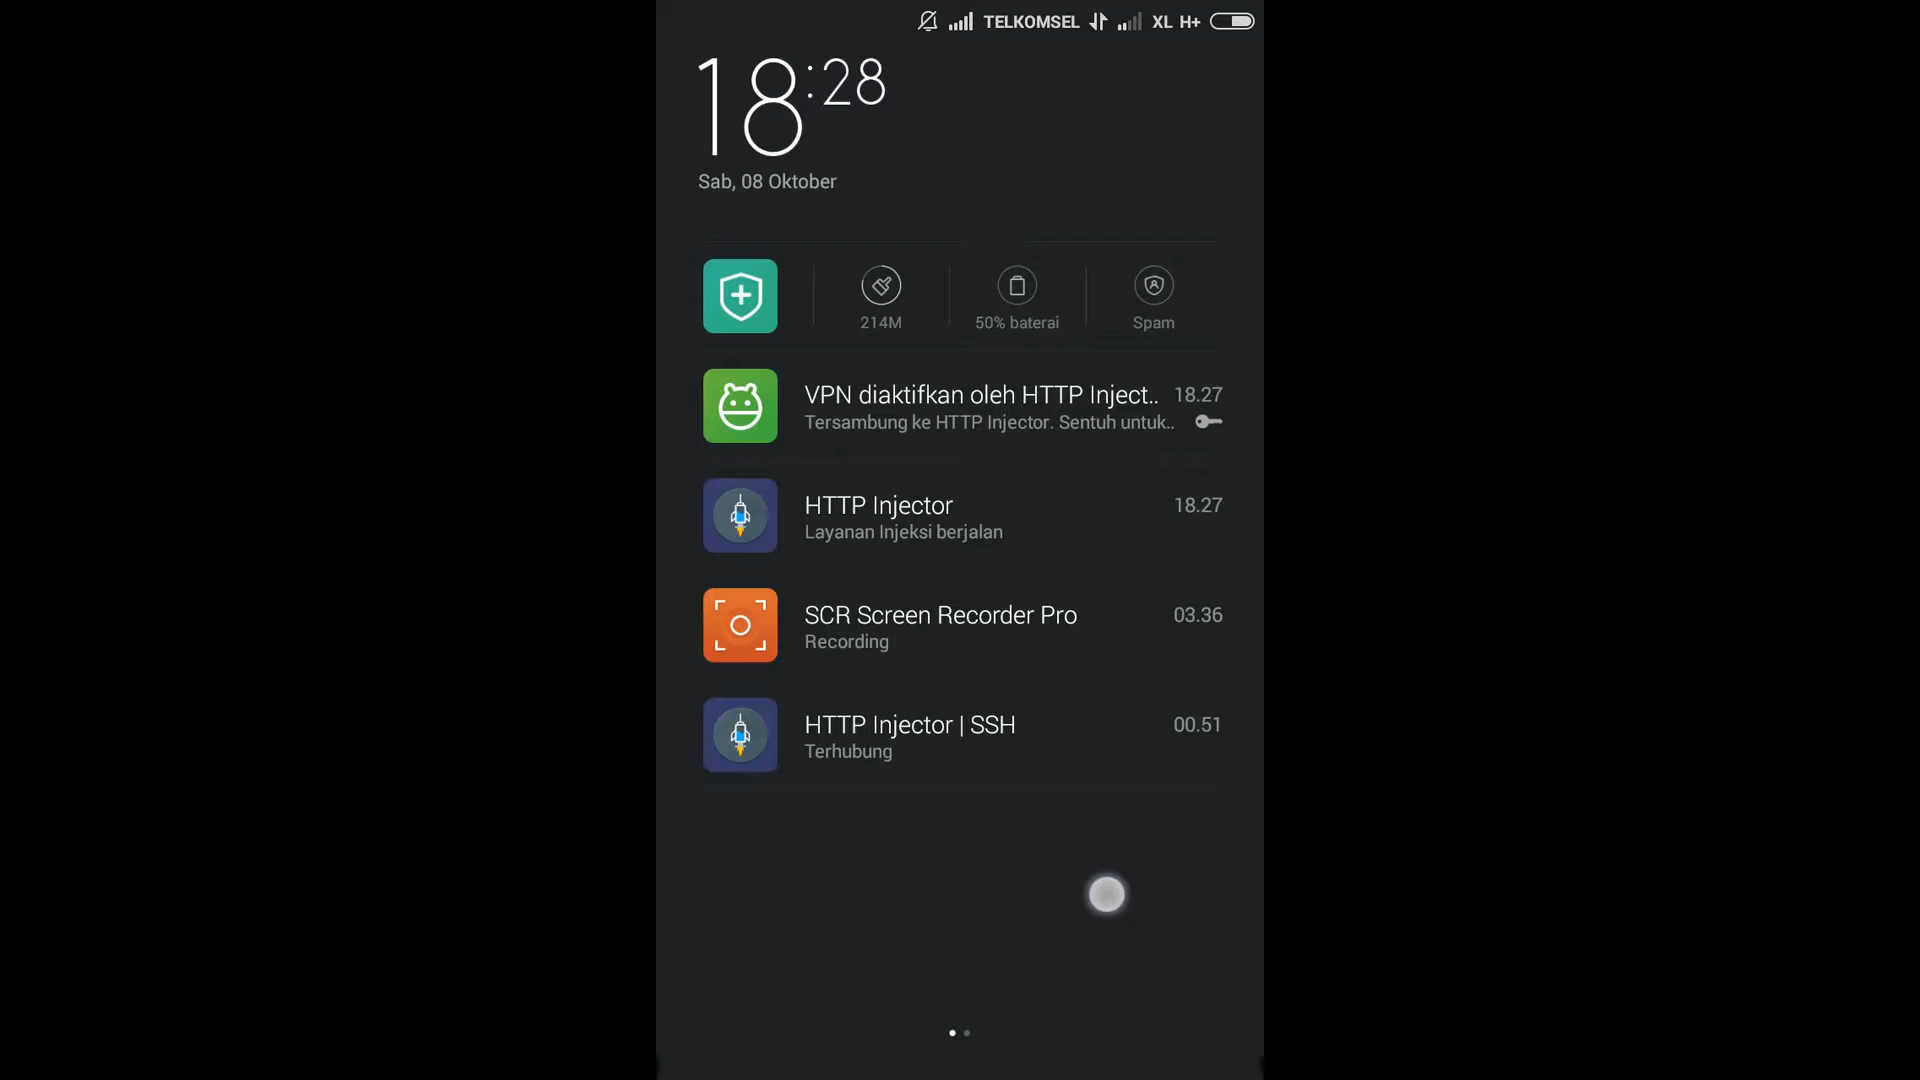 TELKOMSEL XL H+
18:28
Sab, 08 Oktober
214M
50% baterai
Spam
VPN diaktifkan oleh HTTP Inject.. 18.27
Tersambung ke HTTP Injector. Sentuh untuk..
HTTP Injector 18.27
Layanan Injeksi berjalan
SCR Screen Recorder Pro 03.36
Recording
HTTP Injector | SSH 00.51
Terhubung